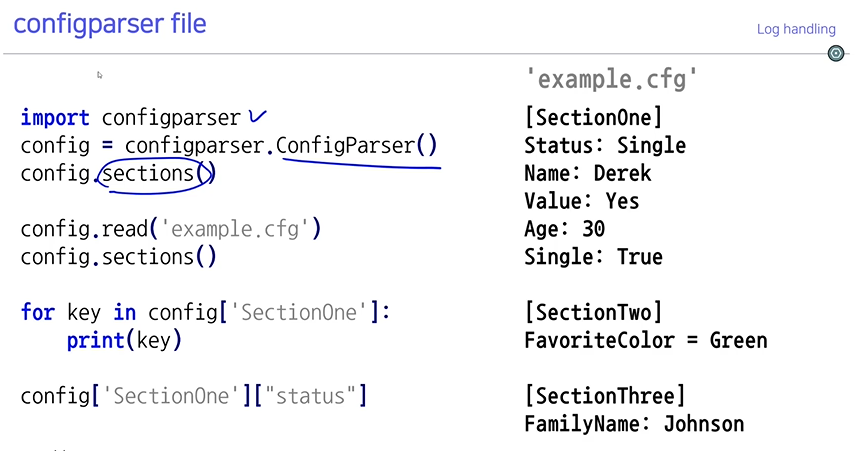 configparser file
Log handling
import configparser
config = configparser.ConfigParser()
config.sections()
config.read('example.cfg')
config.sections()
for key in config['SectionOne']:
print(key)
config['SectionOne']["status"]
'example.cfg'
[SectionOne]
Status: Single
Name: Derek
Value: Yes
Age: 30
Single: True
[SectionTwo]
FavoriteColor = Green
[SectionThree]
FamilyName: Johnson